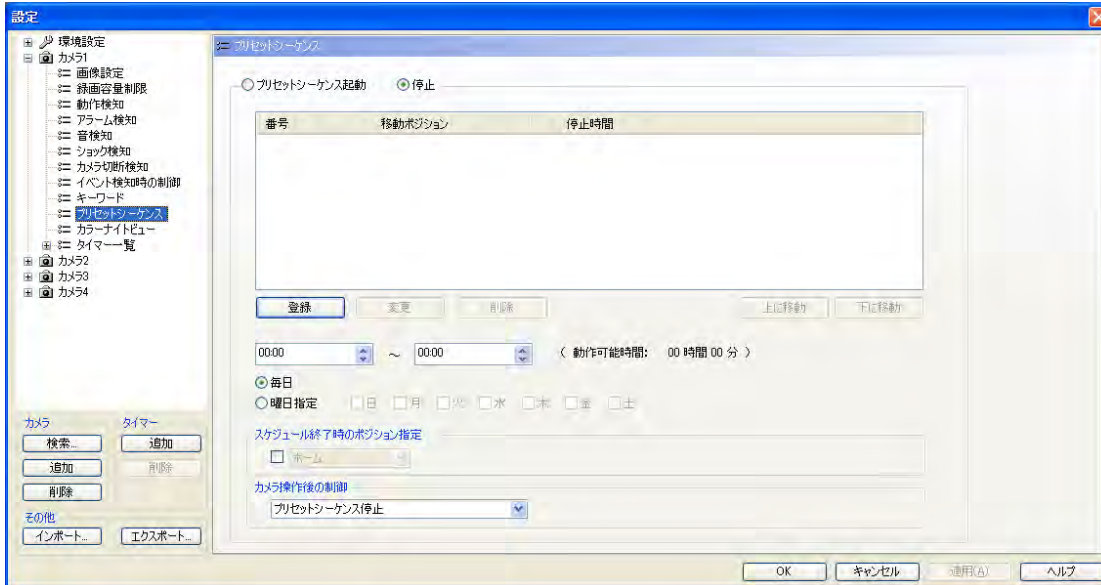 設定
環境設定
カメラ1
画像設定
録画容量制限
動作検知
アラーム検知
音検知
ショック検知
カメラ切断検知
イベント検知時の制御
キーワード
プリセットシーケンス
カラーナイトビュー
タイマー一覧
カメラ2
カメラ3
カメラ4
カメラ タイマー
検索... 追加
追加 削除
削除
その他
インポート... エクスポート...
プリセットシーケンス
プリセットシーケンス起動 停止
番号 移動ポジション 停止時間
登録 変更 削除 上に移動 下に移動
00:00 ～ 00:00 ( 動作可能時間: 00 時間 00 分 )
毎日
曜日指定 日 月 火 水 木 金 土
スケジュール終了時のポジション指定
ホーム
カメラ操作後の制御
プリセットシーケンス停止
OK キャンセル 適用(A) ヘルプ